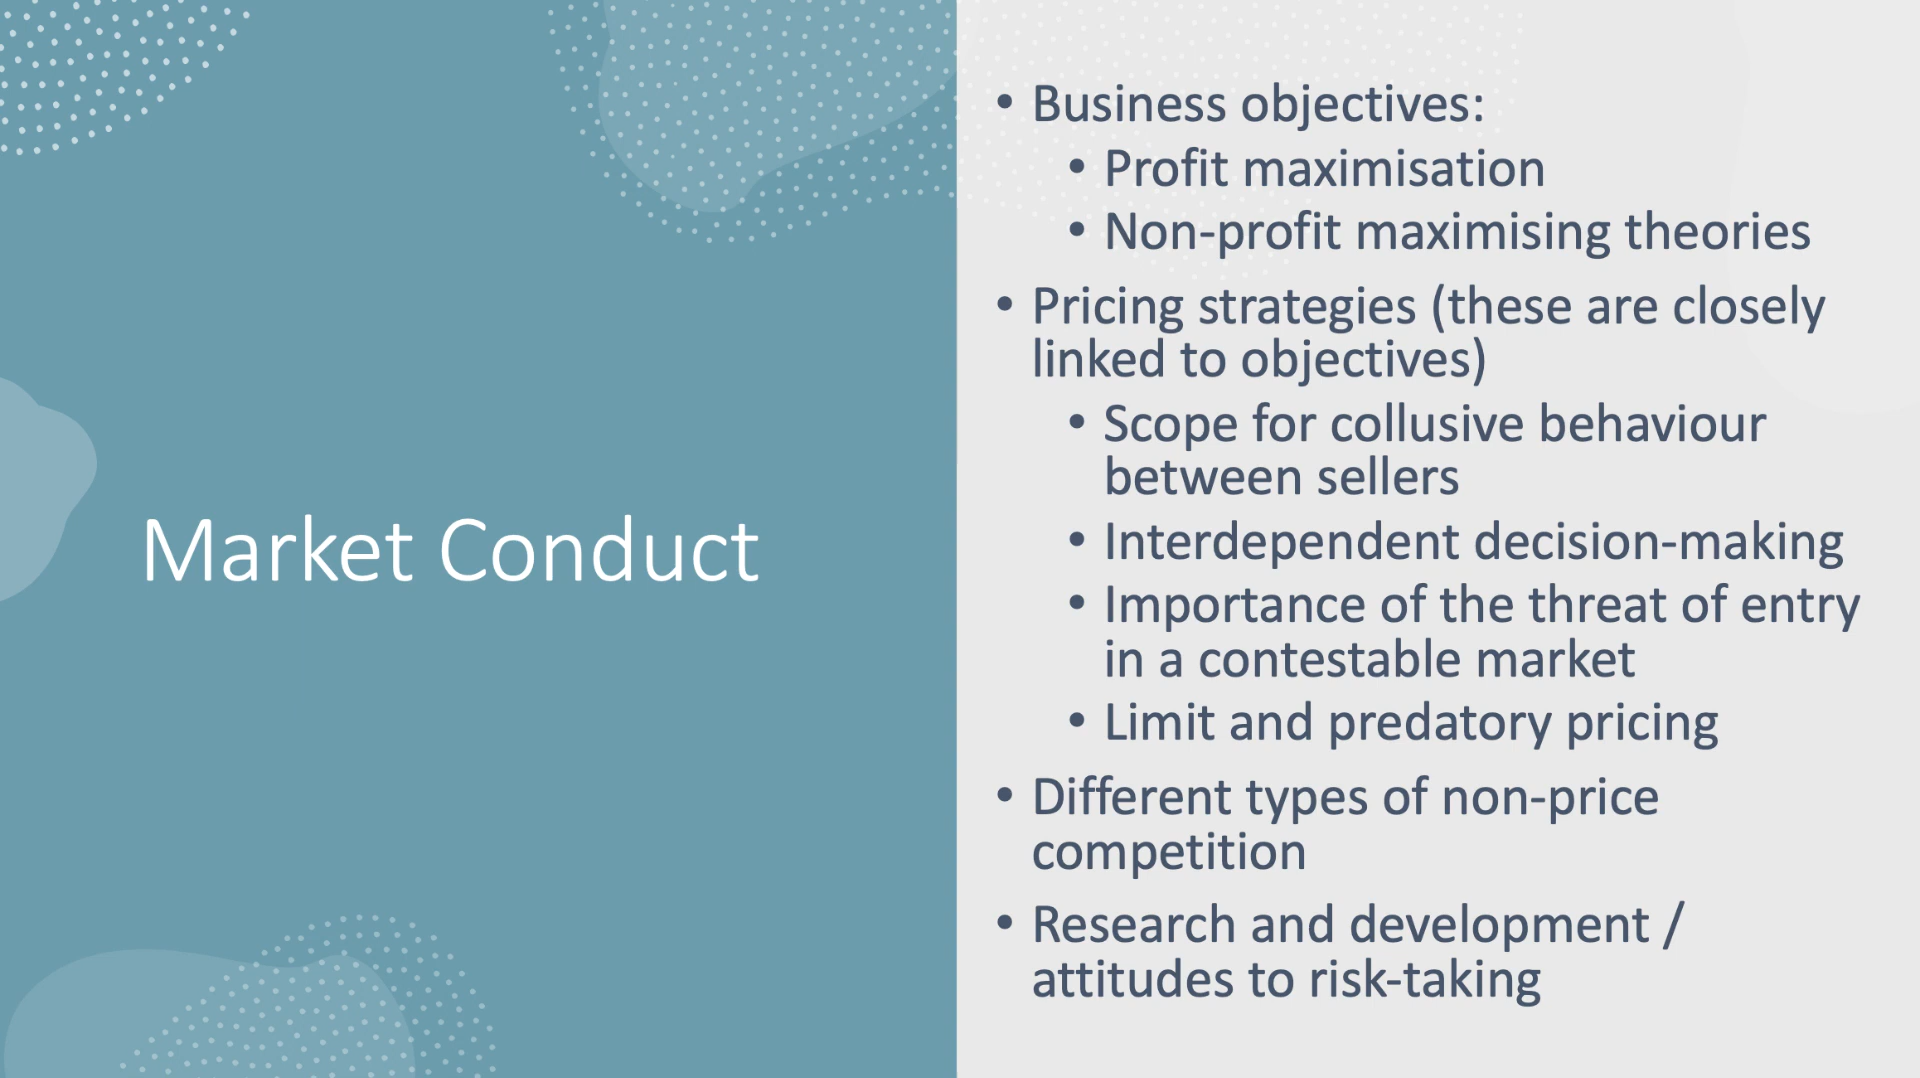 Market Conduct
• Business objectives:
• Profit maximisation
• Non-profit maximising theories
• Pricing strategies (these are closely
linked to objectives)
• Scope for collusive behaviour
between sellers
• Interdependent decision-making
• Importance of the threat of entry
in a contestable market
• Limit and predatory pricing
• Different types of non-price
competition
• Research and development /
attitudes to risk-taking